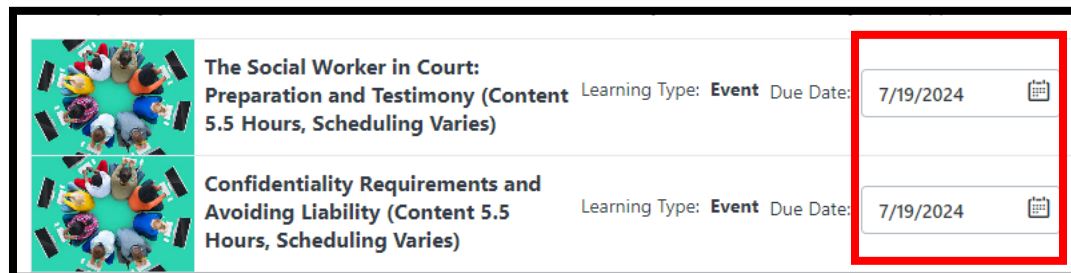 The Social Worker in Court:
Preparation and Testimony (Content
5.5 Hours, Scheduling Varies)
Learning Type: Event Due Date:
7/19/2024
Confidentiality Requirements and
Avoiding Liability (Content 5.5
Hours, Scheduling Varies)
Learning Type: Event Due Date:
7/19/2024